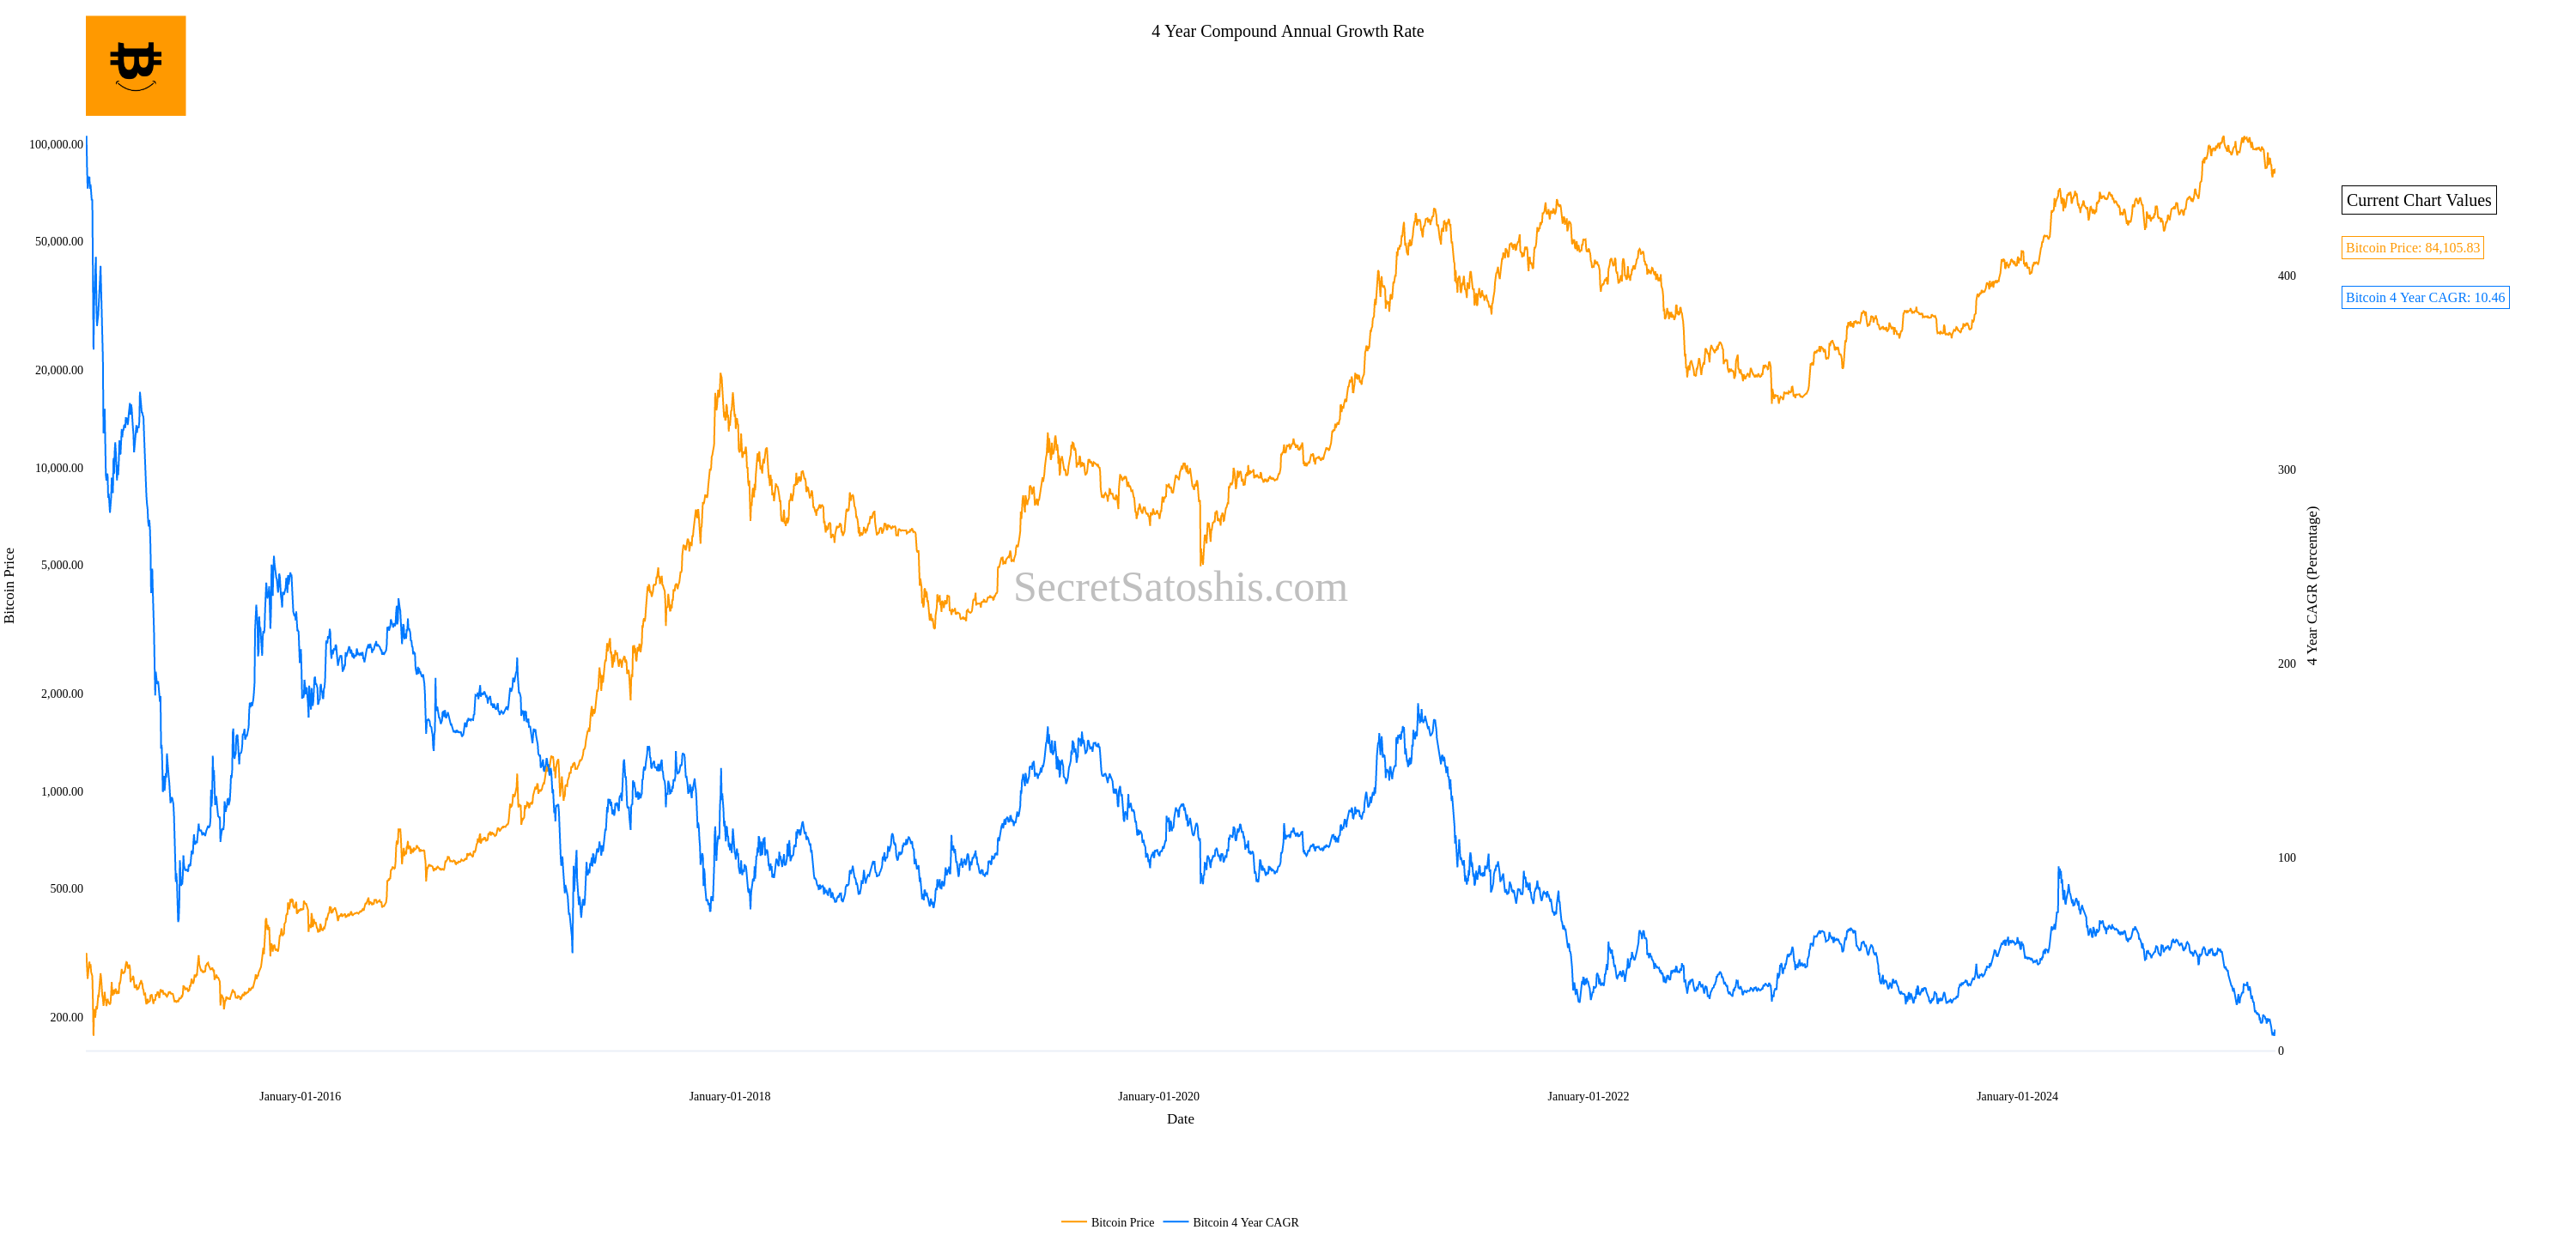 4 Year Compound Annual Growth Rate
100,000.00
50,000.00
20,000.00
10,000.00
5,000.00
2,000.00
1,000.00
500.00
200.00
Bitcoin Price
SecretSatoshis.com
400
300
200
100
0
4 Year CAGR (Percentage)
Current Chart Values
Bitcoin Price: 84,105.83
Bitcoin 4 Year CAGR: 10.46
January-01-2016
January-01-2018
January-01-2020
January-01-2022
January-01-2024
Date
Bitcoin Price
Bitcoin 4 Year CAGR